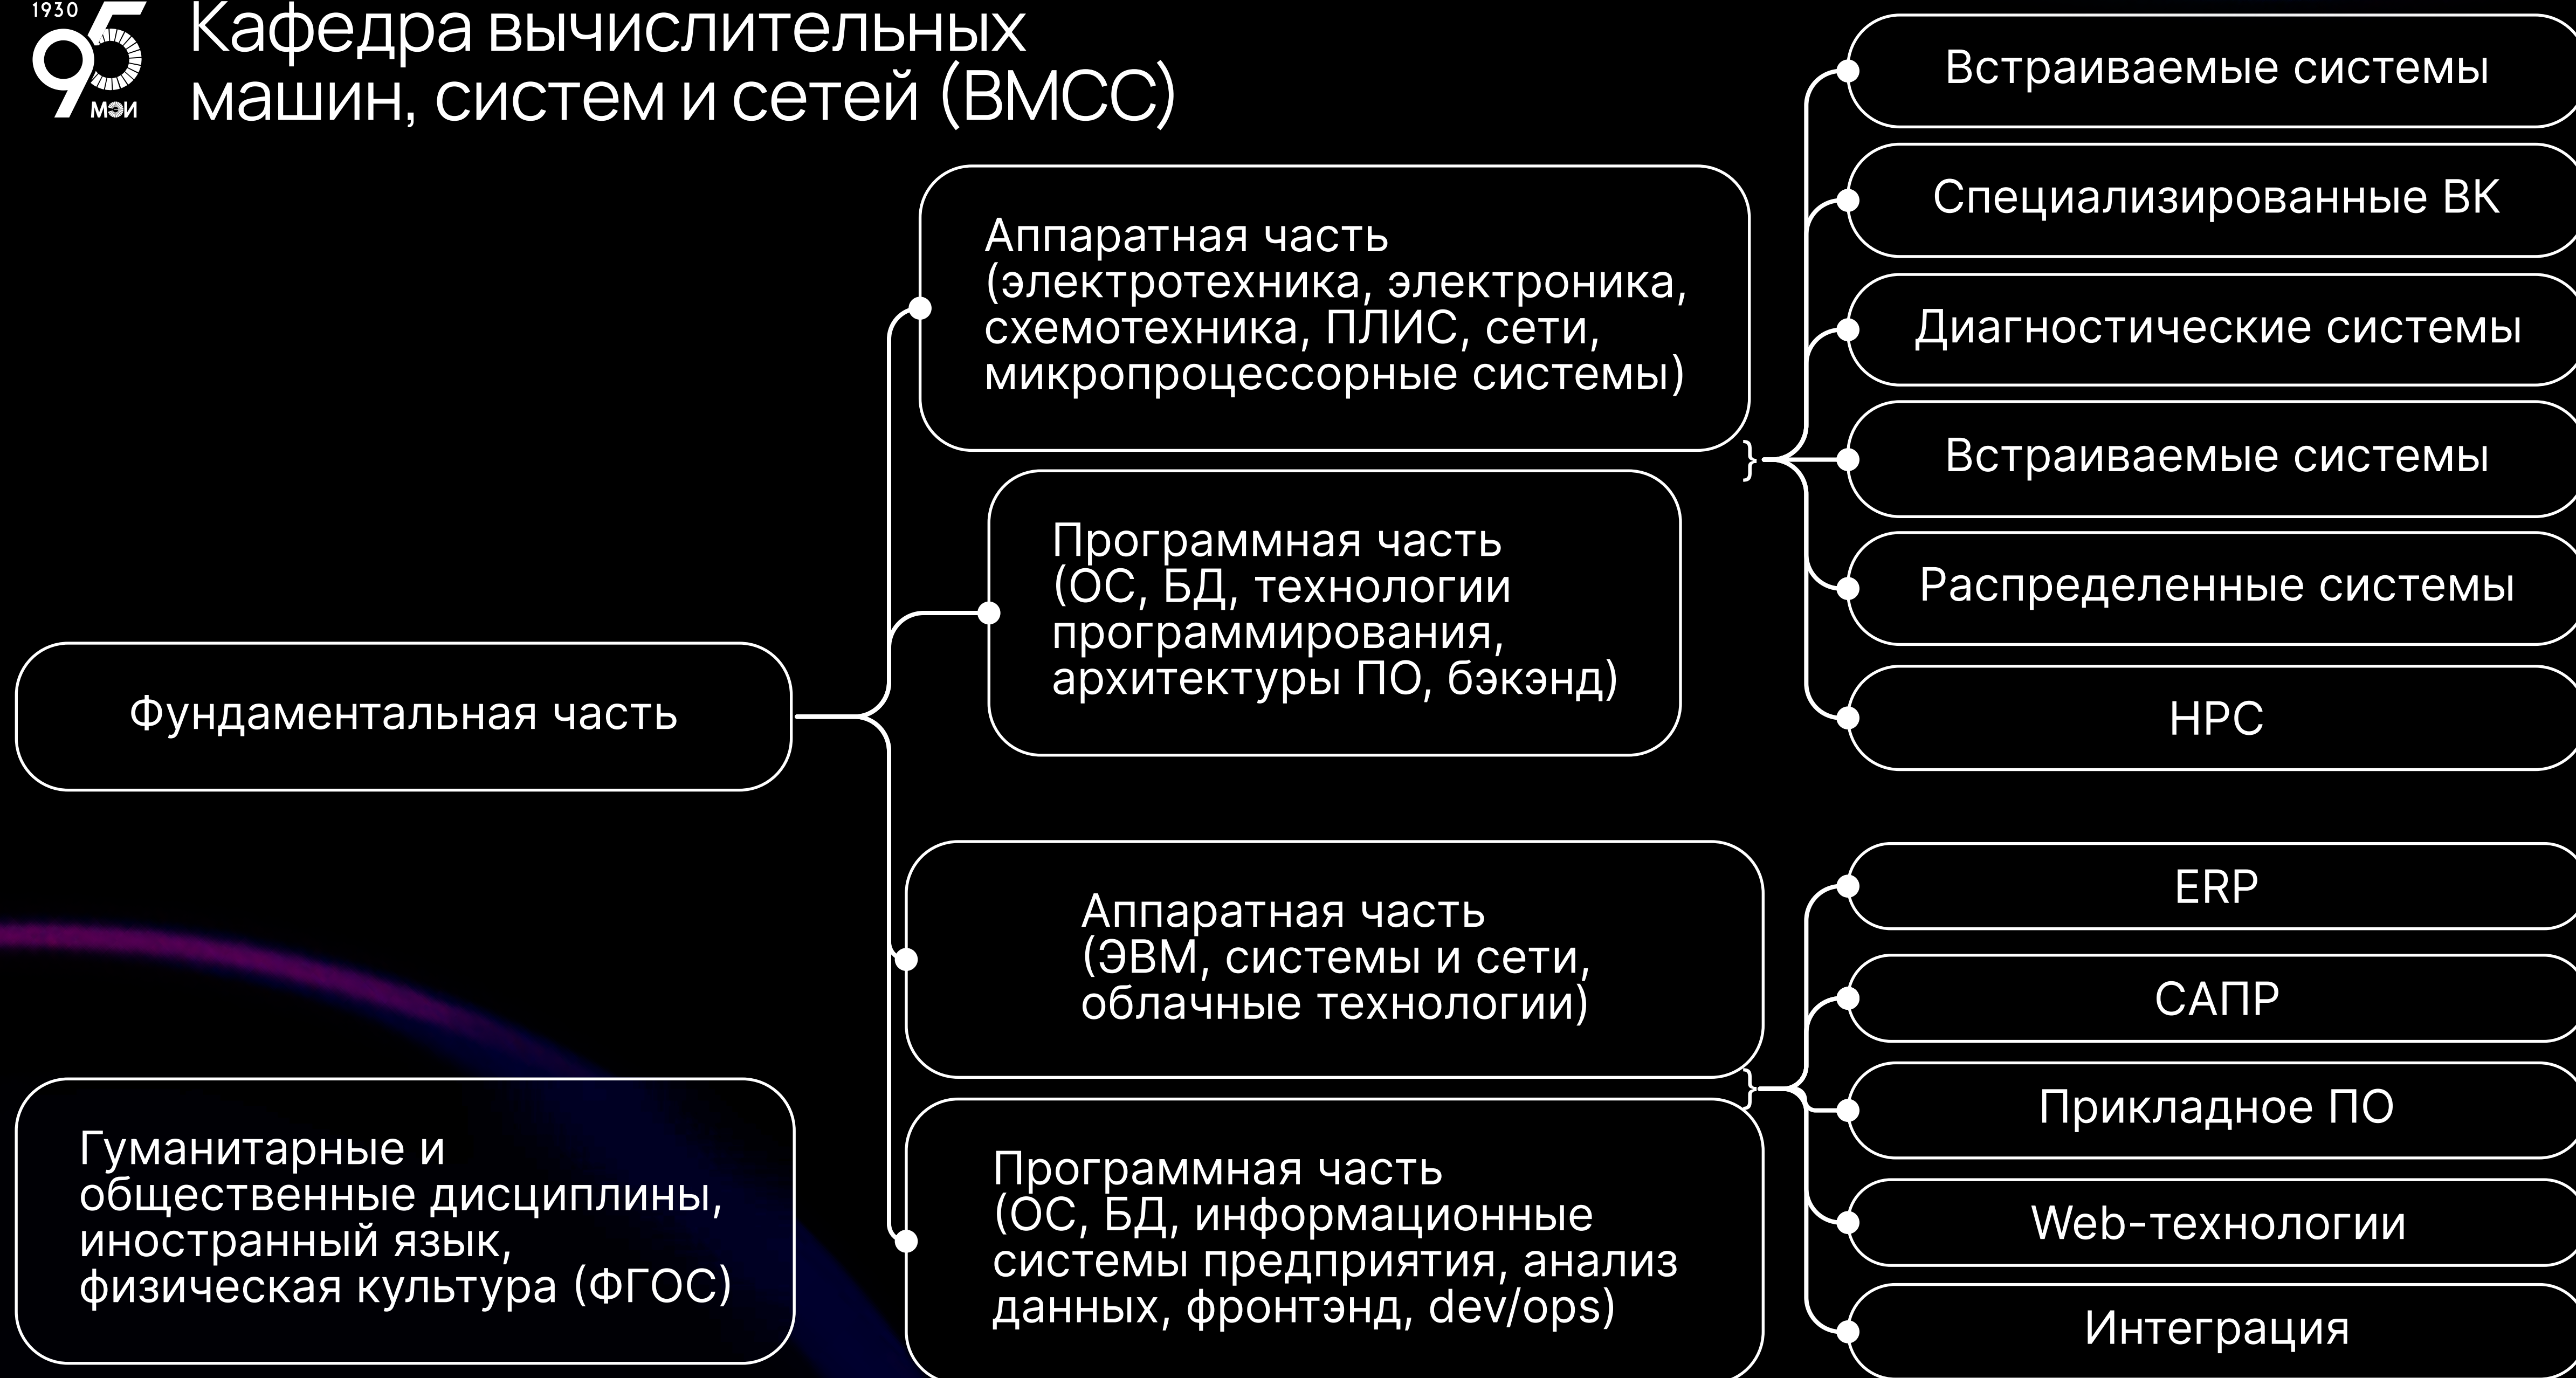 1930
95
МЭИ
Кафедра вычислительных
машин, систем и сетей (ВМСС)
Фундаментальная часть
Гуманитарные и
общественные дисциплины,
иностранный язык,
физическая культура (ФГОС)
Аппаратная часть
(электротехника, электроника,
схемотехника, ПЛИС, сети,
микропроцессорные системы)
Программная часть
(ОС, БД, технологии
программирования,
архитектуры ПО, бэкэнд)
}
Встраиваемые системы
Специализированные ВК
Диагностические системы
Встраиваемые системы
Распределенные системы
HPC
Аппаратная часть
(ЭВМ, системы и сети,
облачные технологии)
Программная часть
(ОС, БД, информационные
системы предприятия, анализ
данных, фронтэнд, dev/ops)
}
ERP
САПР
Прикладное ПО
Web-технологии
Интеграция